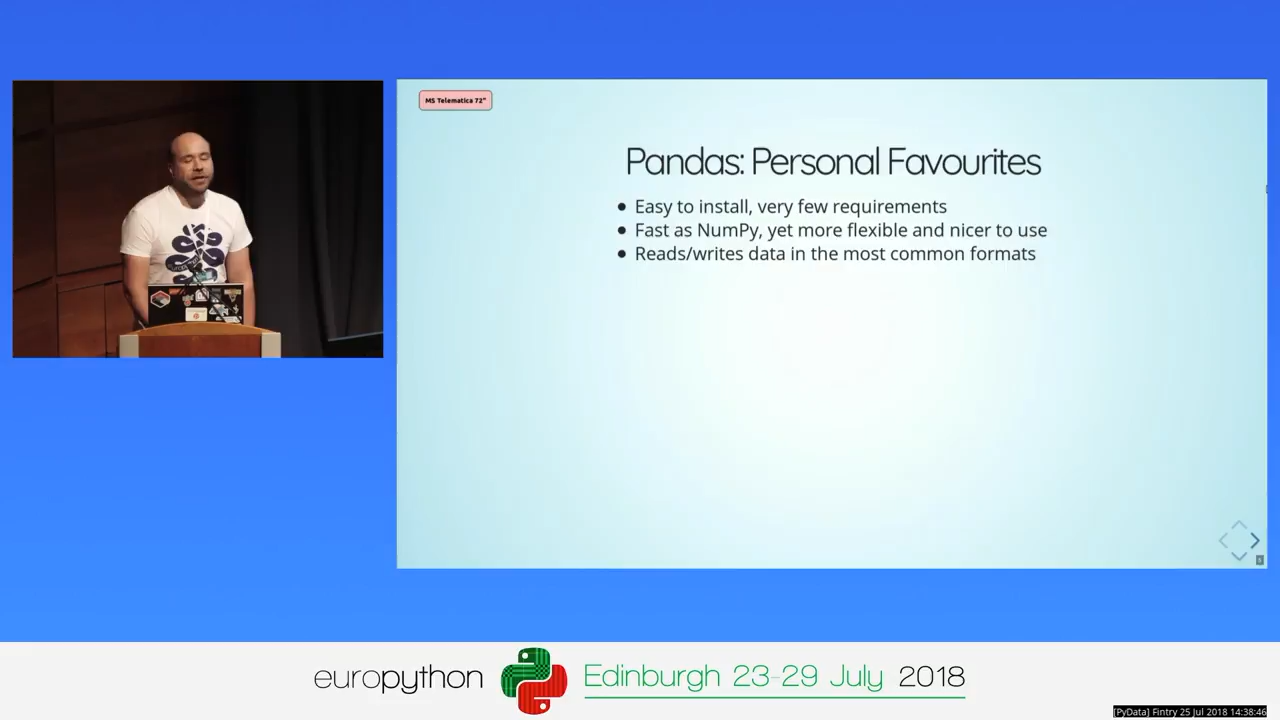 MS Telematica 72"
Pandas: Personal Favourites
Easy to install, very few requirements
Fast as NumPy, yet more flexible and nicer to use
Reads/writes data in the most common formats
europython
Edinburgh 23-29 July 2018
[PyData] Fintry 25 Jul 2018 14:38:46